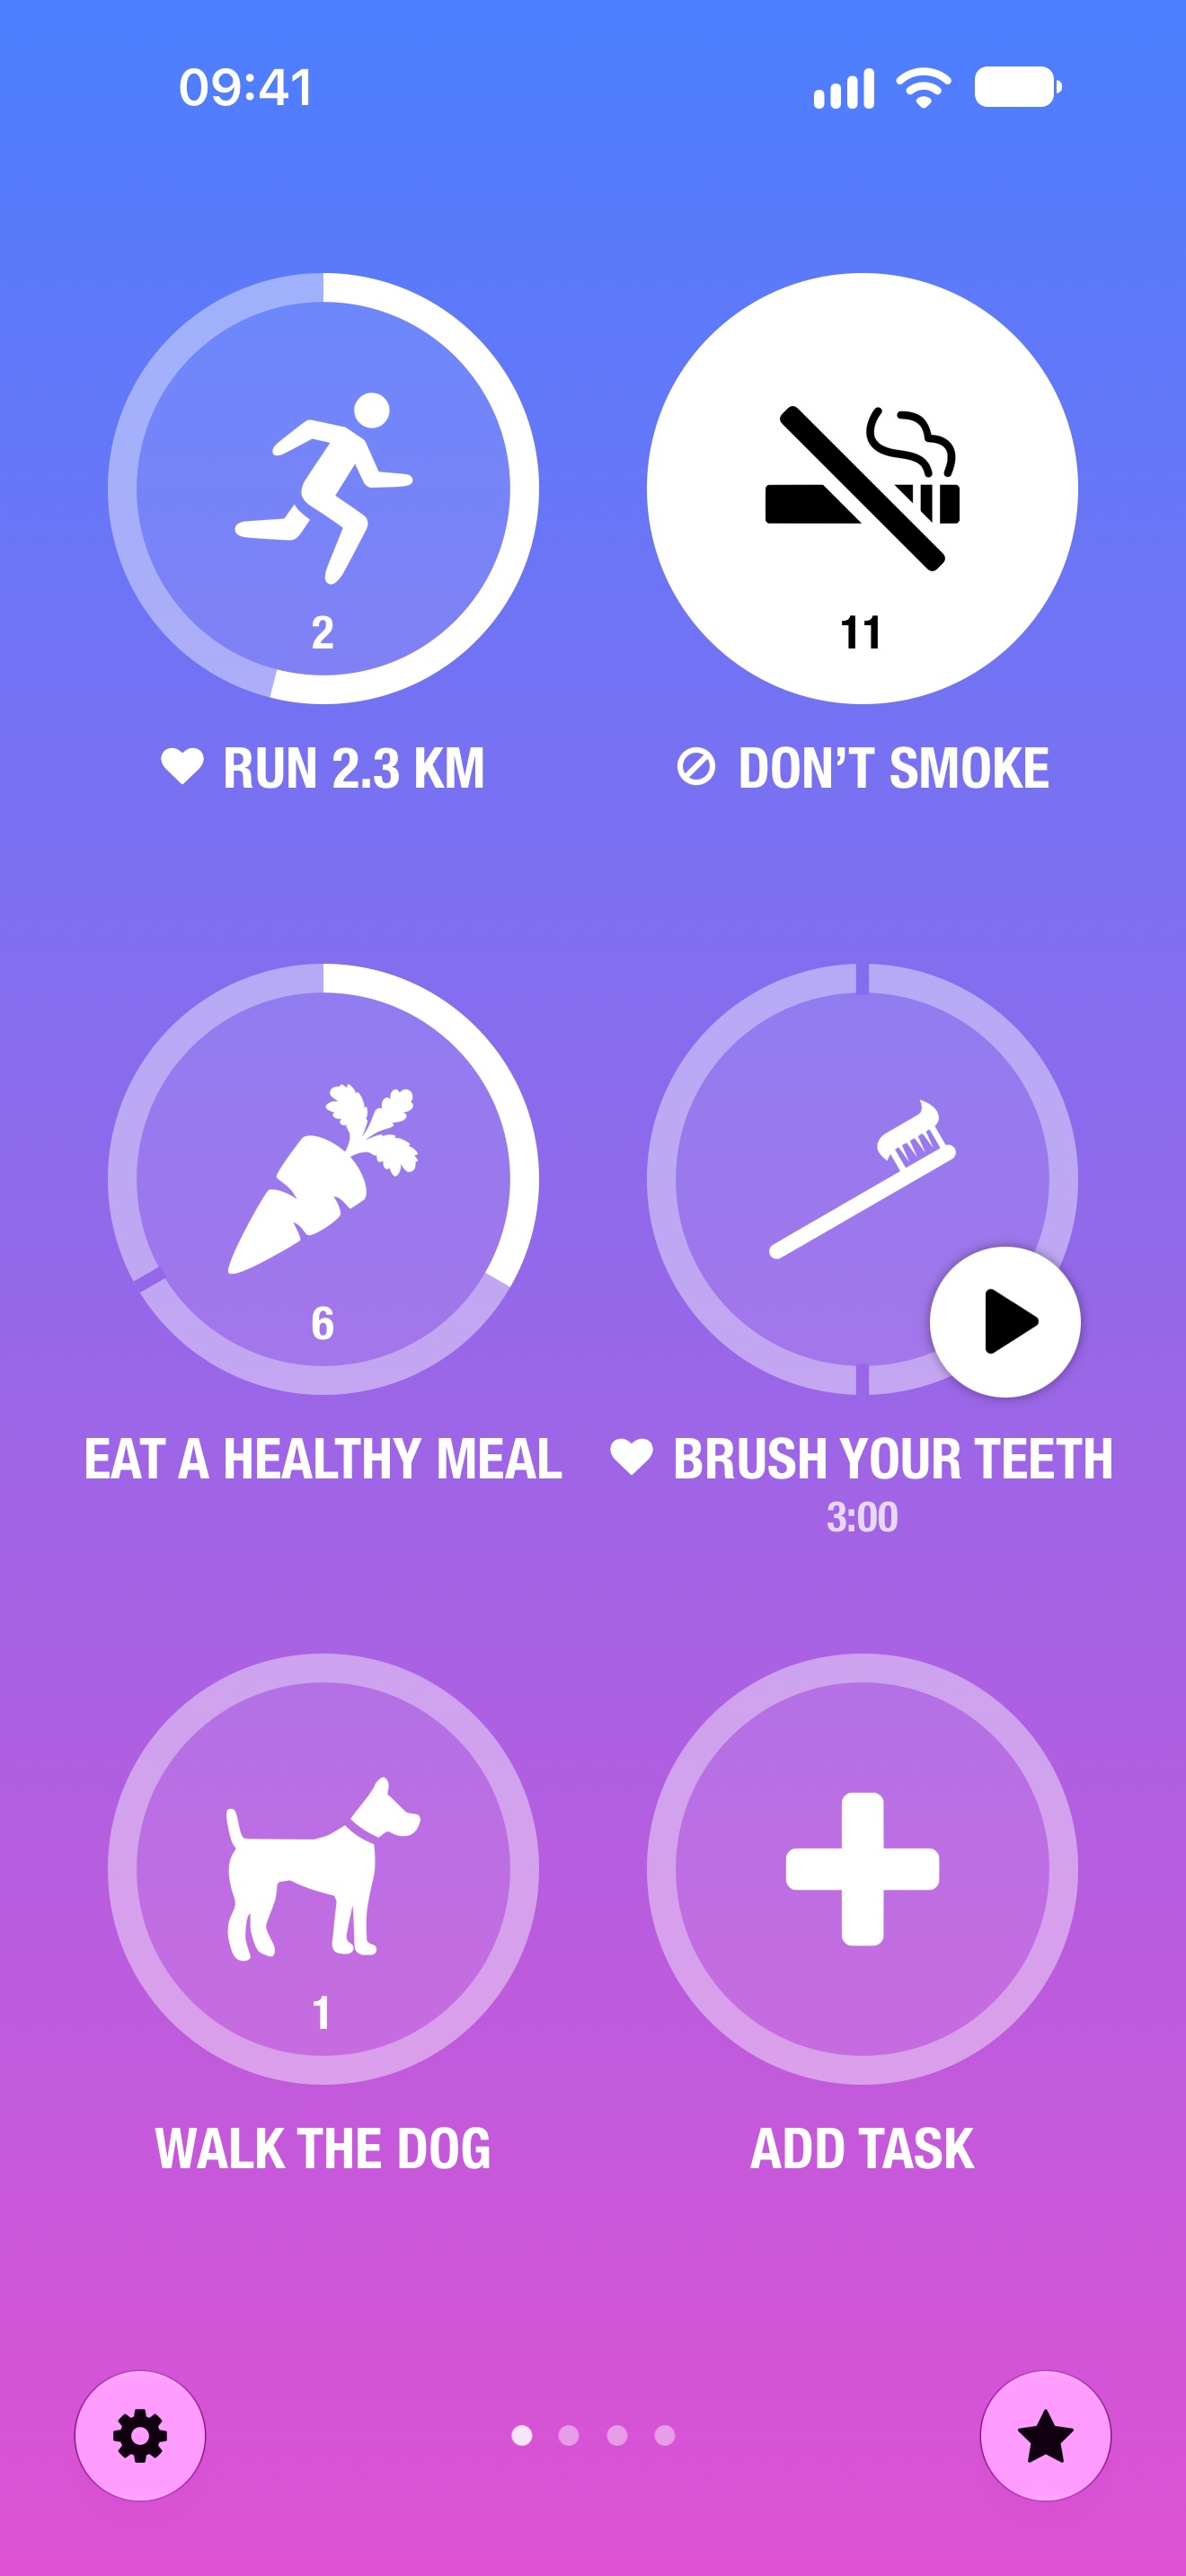 09:41
2
11
RUN 2.3 KM
DON’T SMOKE
6
EAT A HEALTHY MEAL
BRUSH YOUR TEETH
3:00
1
WALK THE DOG
ADD TASK